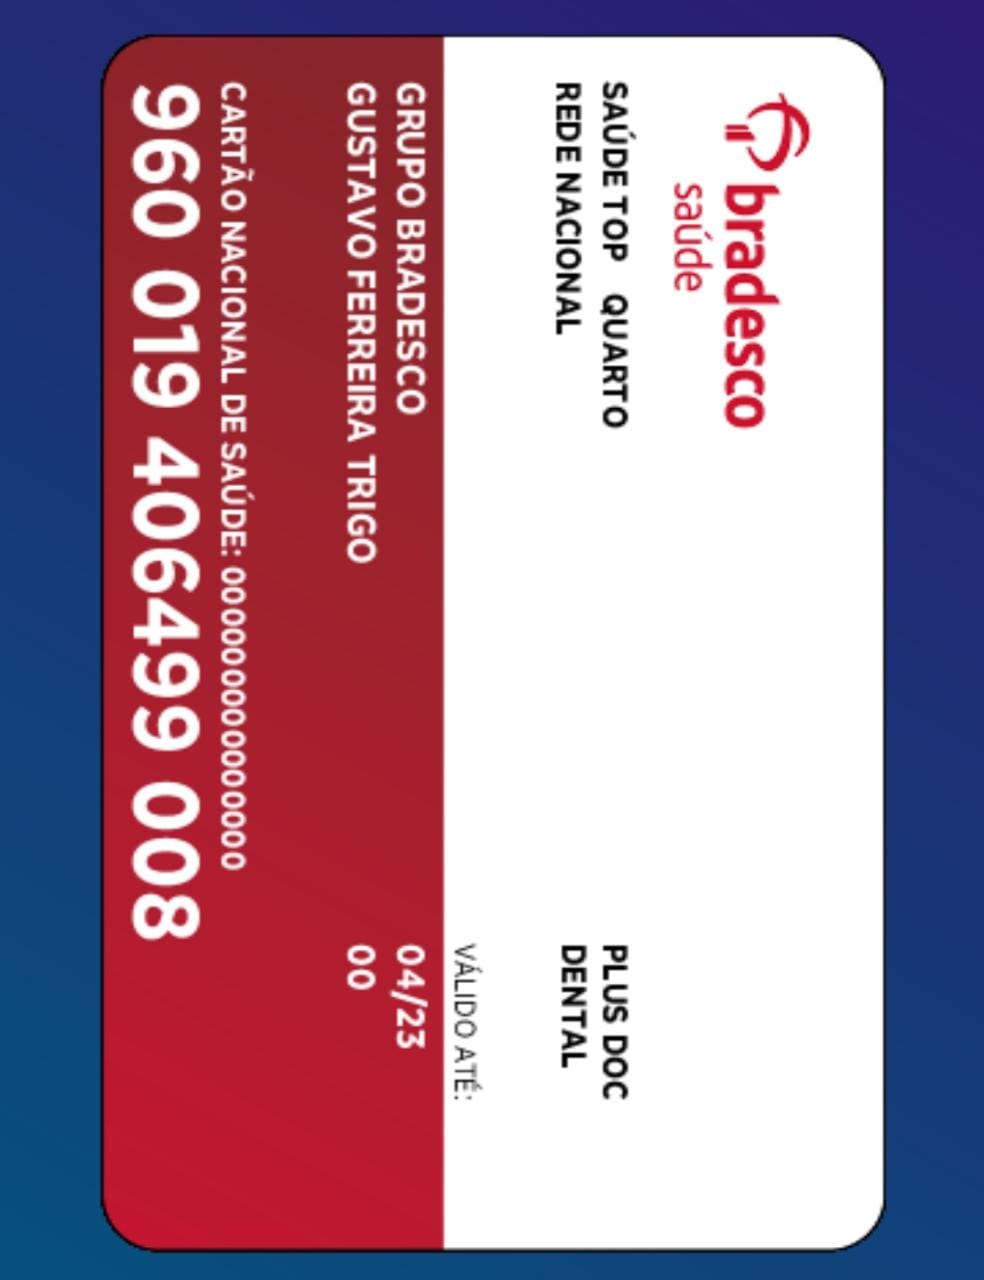 bradesco
saúde
SAÚDE TOP QUARTO
REDE NACIONAL
PLUS DOC
DENTAL
VÁLIDO ATÉ:
GRUPO BRADESCO 04/23
GUSTAVO FERREIRA TRIGO 00
CARTÃO NACIONAL DE SAÚDE: 000000000000000
960 019 406499 008